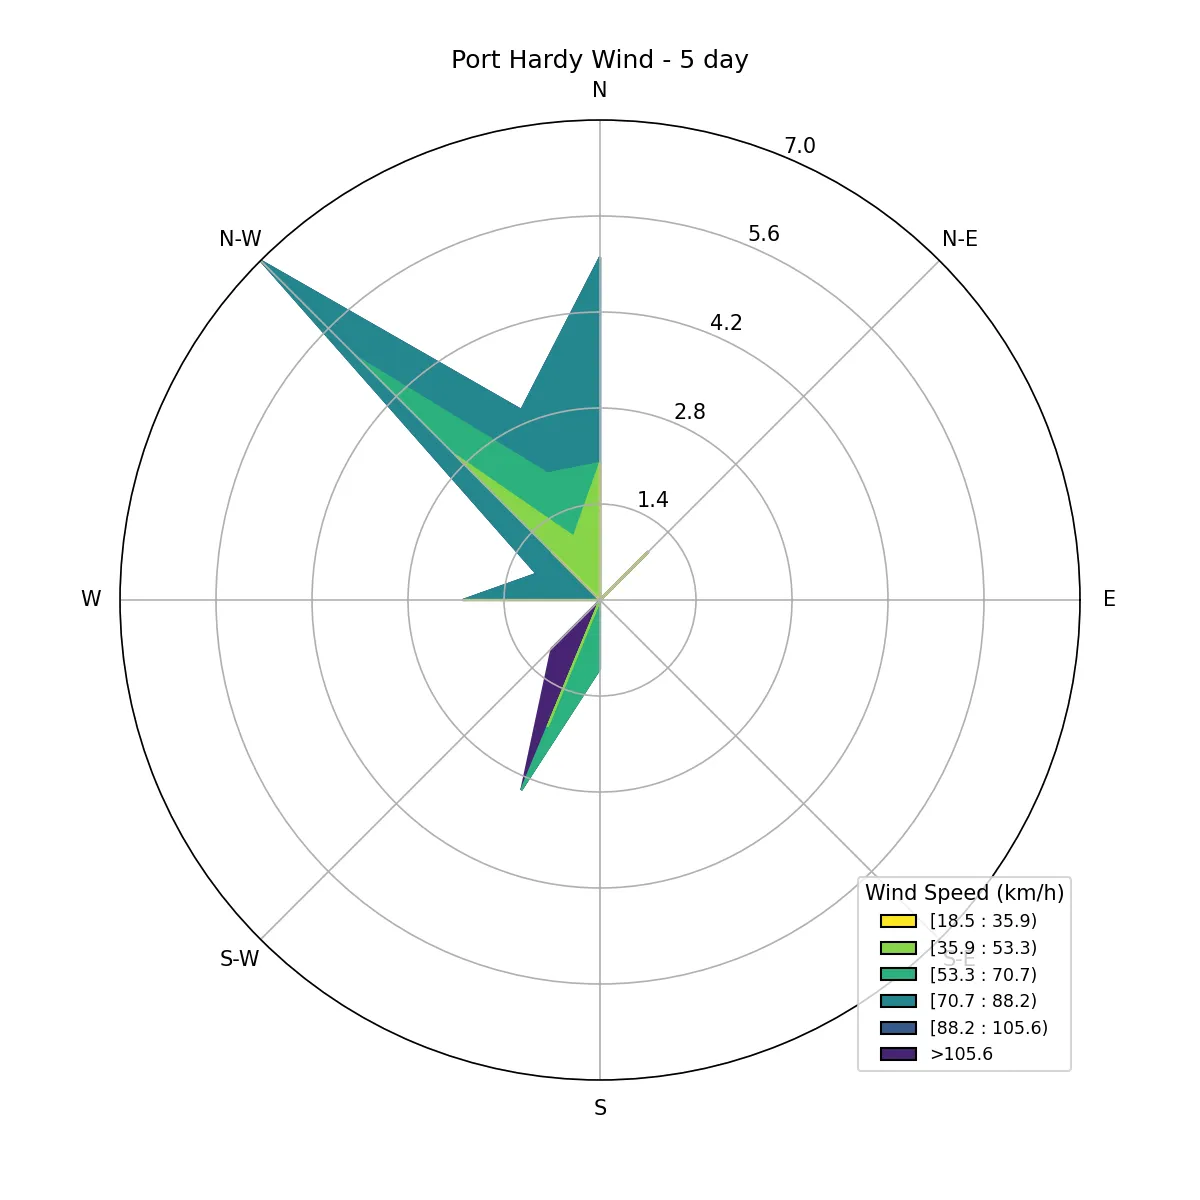 Port Hardy Wind - 5 day
N
7.0
N-W
5.6
N-E
4.2
2.8
1.4
W
E
Wind Speed (km/h)
[18.5 : 35.9)
[35.9 : 53.3)
S-W
S-E
[53.3 : 70.7)
[70.7 : 88.2)
[88.2 : 105.6)
>105.6
S